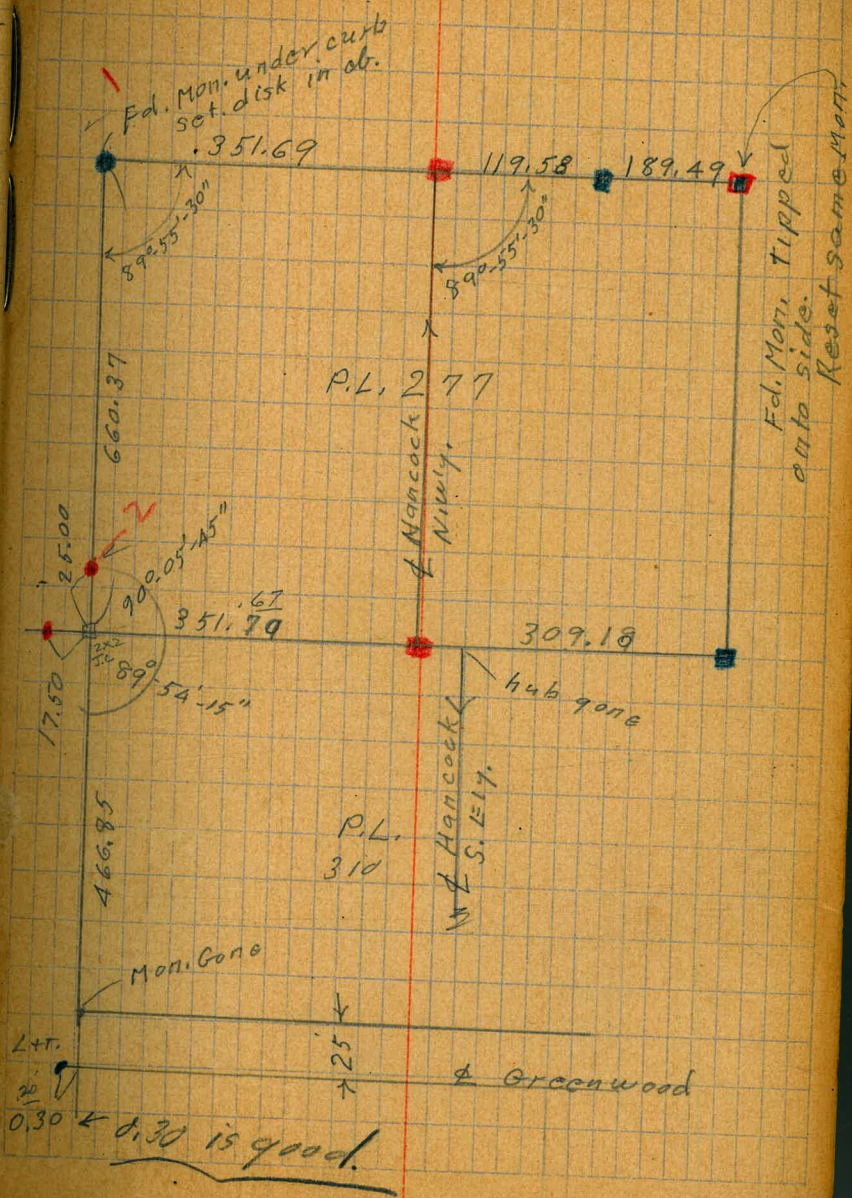 Fd. Mon. under curb
set. disk in cb.
.351.69
119.58
189.49
89°-55'-30"
89°-55'-30"
Fd. Mon. Tipped
onto side.
Reset same Mon.
660.37
P.L. 277
℄ Hancock
N.W'ly.
2
25.00
90°-05'-45"
351.79
.67
309.18
89°-54'-15"
17.50
hub gone
℄ Hancock
S.Ely.
P.L.
310
466.85
Mon. Gone
L+T.
25
℄ Greenwood
0.30
0.30 is good.